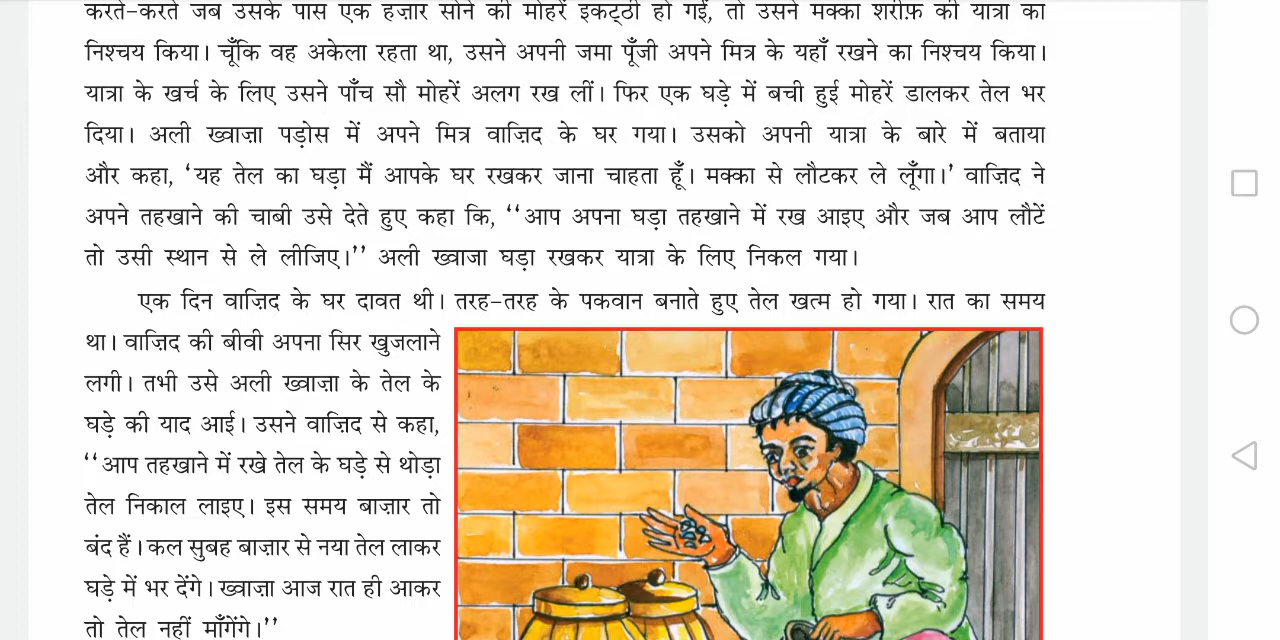 करते-करते जब उसके पास एक हज़ार सोने की मोहरें इकट्ठी हो गईं, तो उसने मक्का शरीफ़ की यात्रा का
निश्चय किया। चूँकि वह अकेला रहता था, उसने अपनी जमा पूँजी अपने मित्र के यहाँ रखने का निश्चय किया।
यात्रा के खर्च के लिए उसने पाँच सौ मोहरें अलग रख लीं। फिर एक घड़े में बची हुई मोहरें डालकर तेल भर
दिया। अली ख्वाज़ा पड़ोस में अपने मित्र वाज़िद के घर गया। उसको अपनी यात्रा के बारे में बताया
और कहा, ‘यह तेल का घड़ा मैं आपके घर रखकर जाना चाहता हूँ। मक्का से लौटकर ले लूँगा।’ वाज़िद ने
अपने तहखाने की चाबी उसे देते हुए कहा कि, ‘‘आप अपना घड़ा तहखाने में रख आइए और जब आप लौटें
तो उसी स्थान से ले लीजिए।’’ अली ख्वाजा घड़ा रखकर यात्रा के लिए निकल गया।
एक दिन वाज़िद के घर दावत थी। तरह-तरह के पकवान बनाते हुए तेल खत्म हो गया। रात का समय
था। वाज़िद की बीवी अपना सिर खुजलाने
लगी। तभी उसे अली ख्वाज़ा के तेल के
घड़े की याद आई। उसने वाज़िद से कहा,
‘‘आप तहखाने में रखे तेल के घड़े से थोड़ा
तेल निकाल लाइए। इस समय बाज़ार तो
बंद हैं। कल सुबह बाज़ार से नया तेल लाकर
घड़े में भर देंगे। ख्वाज़ा आज रात ही आकर
तो तेल नहीं माँगेंगे।’’